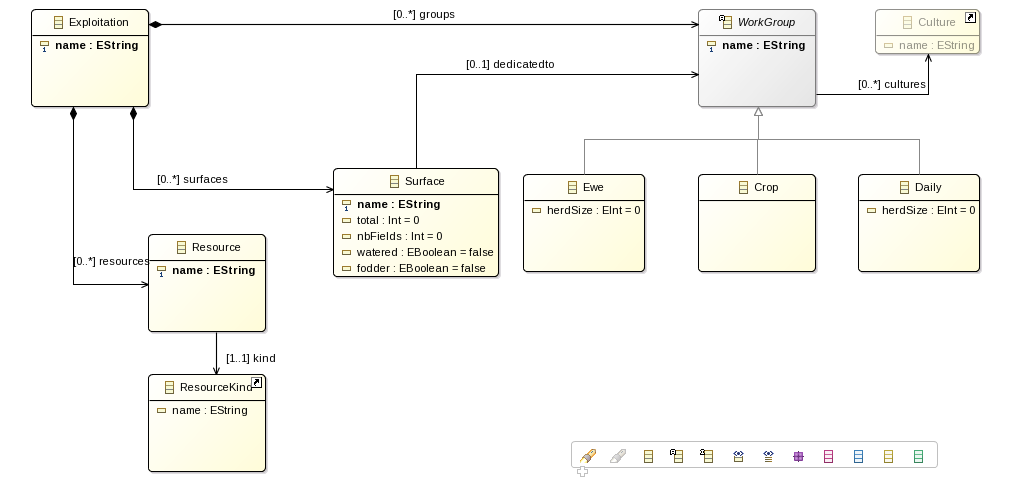 Exploitation
name : EString
[0..*] groups
WorkGroup
name : EString
Culture
name : EString
[0..1] dedicatedto
[0..*] cultures
[0..*] surfaces
Surface
name : EString
total : Int = 0
nbFields : Int = 0
watered : EBoolean = false
fodder : EBoolean = false
Ewe
herdSize : EInt = 0
Crop
Daily
herdSize : EInt = 0
[0..*] resources
Resource
name : EString
[1..1] kind
ResourceKind
name : EString